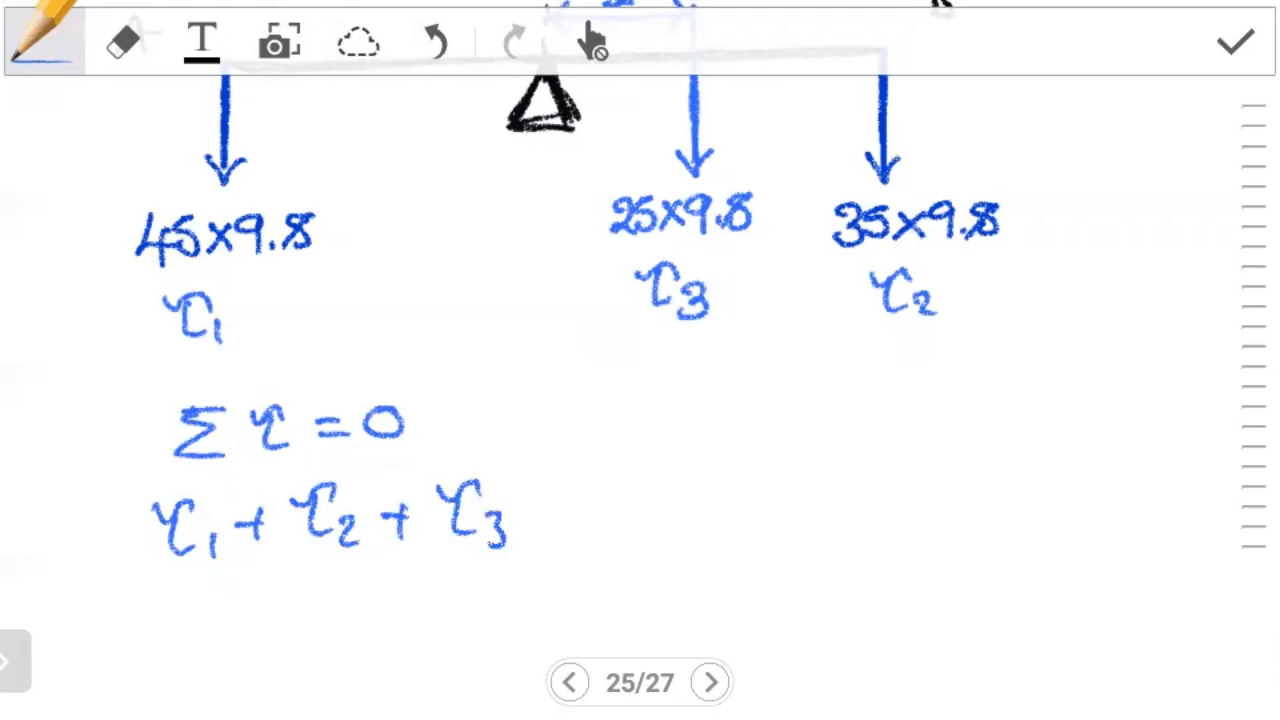 T
45×9.8 25×9.8 35×9.8
τ₁ τ₃ τ₂
Σ τ = 0
τ₁ + τ₂ + τ₃
25/27